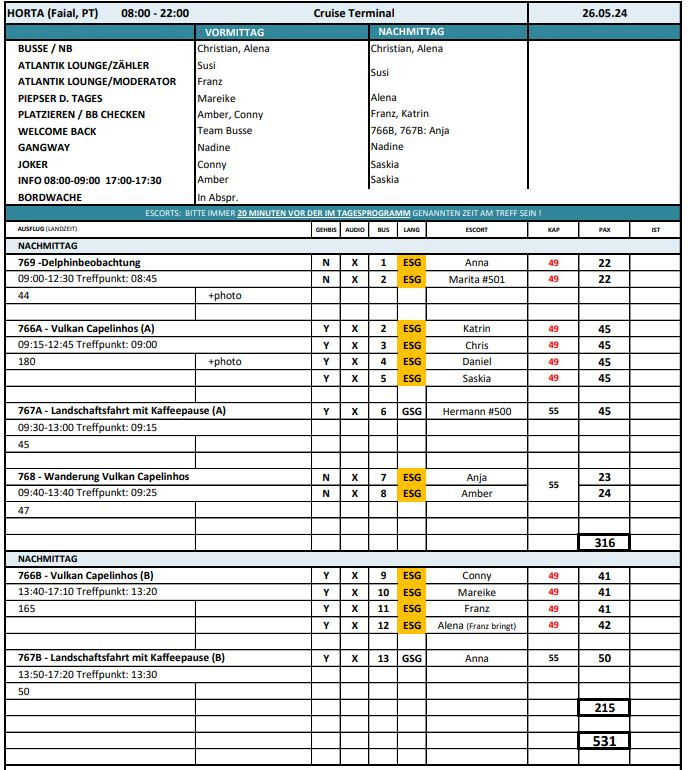 HORTA (Faial, PT) 08:00 - 22:00 Cruise Terminal 26.05.24
VORMITTAG NACHMITTAG
BUSSE / NB Christian, Alena Christian, Alena
ATLANTIK LOUNGE/ZÄHLER Susi Susi
ATLANTIK LOUNGE/MODERATOR Franz
PIEPSER D. TAGES Mareike Alena
PLATZIEREN / BB CHECKEN Amber, Conny Franz, Katrin
WELCOME BACK Team Busse 766B, 767B: Anja
GANGWAY Nadine Nadine
JOKER Conny Saskia
INFO 08:00-09:00 17:00-17:30 Amber Saskia
BORDWACHE In Abspr.
ESCORTS: BITTE IMMER 20 MINUTEN VOR DER IM TAGESPROGRAMM GENANNTEN ZEIT AM TREFF SEIN !
AUSFLUG (LANDZEIT) GEHBIS AUDIO BUS LANG ESCORT KAP PAX IST
NACHMITTAG
769 -Delphinbeobachtung N X 1 ESG Anna 49 22
09:00-12:30 Treffpunkt: 08:45 N X 2 ESG Marita #501 49 22
44 +photo
766A - Vulkan Capelinhos (A) Y X 2 ESG Katrin 49 45
09:15-12:45 Treffpunkt: 09:00 Y X 3 ESG Chris 49 45
180 +photo Y X 4 ESG Daniel 49 45
Y X 5 ESG Saskia 49 45
767A - Landschaftsfahrt mit Kaffeepause (A) Y X 6 GSG Hermann #500 55 45
09:30-13:00 Treffpunkt: 09:15
45
768 - Wanderung Vulkan Capelinhos N X 7 ESG Anja 55 23
09:40-13:40 Treffpunkt: 09:25 N X 8 ESG Amber 24
47
316
NACHMITTAG
766B - Vulkan Capelinhos (B) Y X 9 ESG Conny 49 41
13:40-17:10 Treffpunkt: 13:20 Y X 10 ESG Mareike 49 41
165 Y X 11 ESG Franz 49 41
Y X 12 ESG Alena (Franz bringt) 49 42
767B - Landschaftsfahrt mit Kaffeepause (B) Y X 13 GSG Anna 55 50
13:50-17:20 Treffpunkt: 13:30
50
215
531